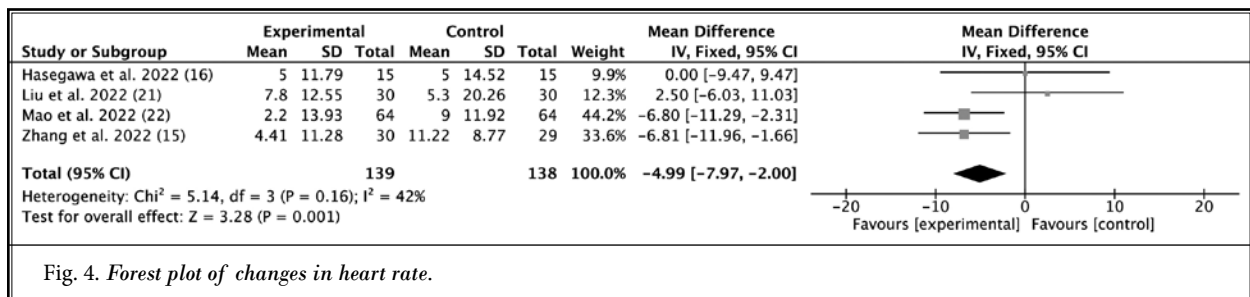 Experimental Control Mean Difference Mean Difference
Study or Subgroup Mean SD Total Mean SD Total Weight IV, Fixed, 95% CI IV, Fixed, 95% CI
Hasegawa et al. 2022 (16) 5 11.79 15 5 14.52 15 9.9% 0.00 [-9.47, 9.47]
Liu et al. 2022 (21) 7.8 12.55 30 5.3 20.26 30 12.3% 2.50 [-6.03, 11.03]
Mao et al. 2022 (22) 2.2 13.93 64 9 11.92 64 44.2% -6.80 [-11.29, -2.31]
Zhang et al. 2022 (15) 4.41 11.28 30 11.22 8.77 29 33.6% -6.81 [-11.96, -1.66]
Total (95% CI) 139 138 100.0% -4.99 [-7.97, -2.00]
Heterogeneity: Chi² = 5.14, df = 3 (P = 0.16); I² = 42%
Test for overall effect: Z = 3.28 (P = 0.001)
-20 -10 0 10 20
Favours [experimental] Favours [control]
Fig. 4. Forest plot of changes in heart rate.